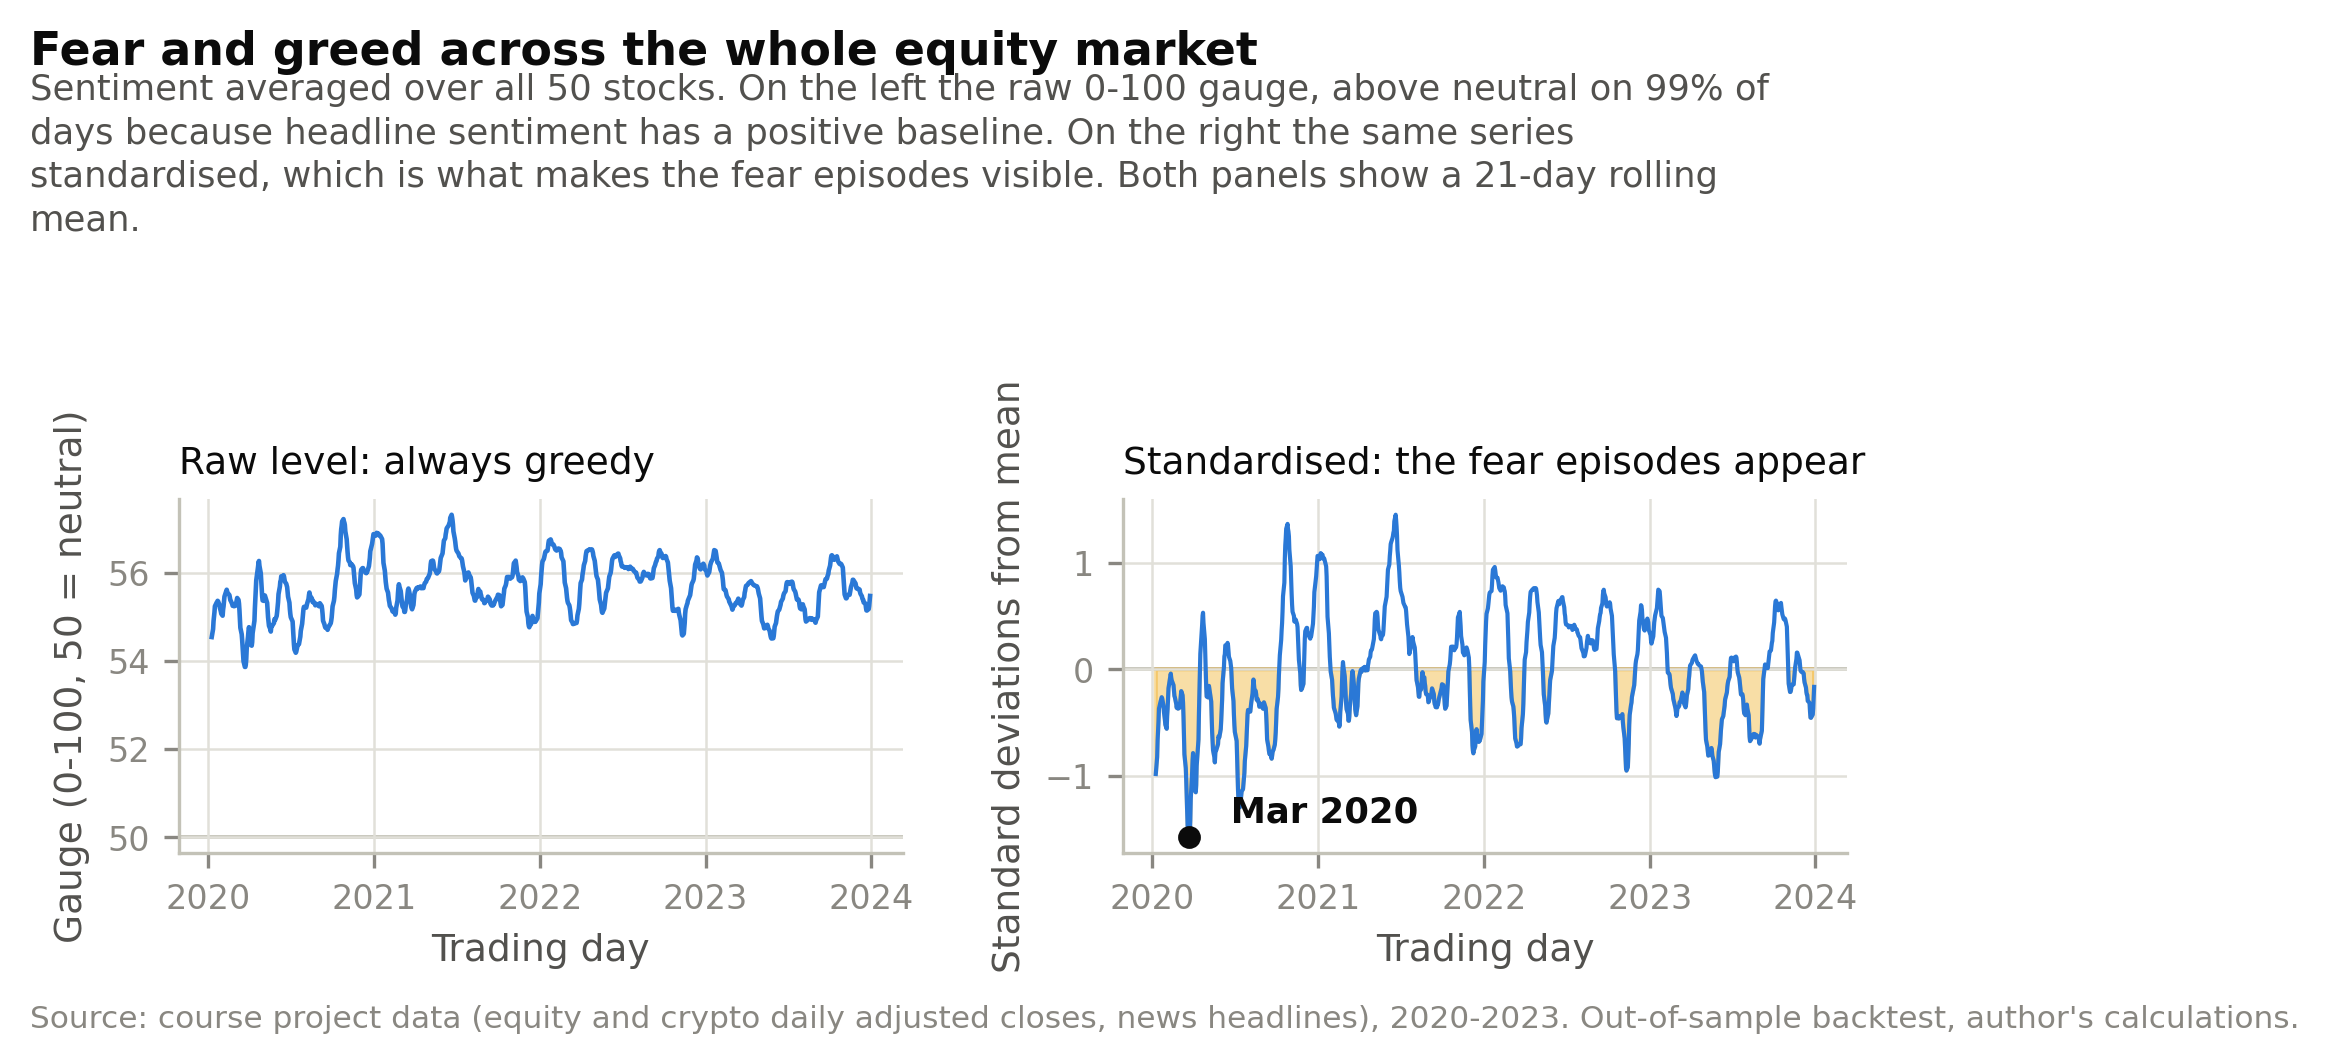 Fear and greed across the whole equity market
Sentiment averaged over all 50 stocks. On the left the raw 0-100 gauge, above neutral on 99% of
days because headline sentiment has a positive baseline. On the right the same series
standardised, which is what makes the fear episodes visible. Both panels show a 21-day rolling
mean.
Raw level: always greedy
Gauge (0-100, 50 = neutral)
56
54
52
50
2020 2021 2022 2023 2024
Trading day
Standardised: the fear episodes appear
Standard deviations from mean
1
0
−1
Mar 2020
2020 2021 2022 2023 2024
Trading day
Source: course project data (equity and crypto daily adjusted closes, news headlines), 2020-2023. Out-of-sample backtest, author's calculations.